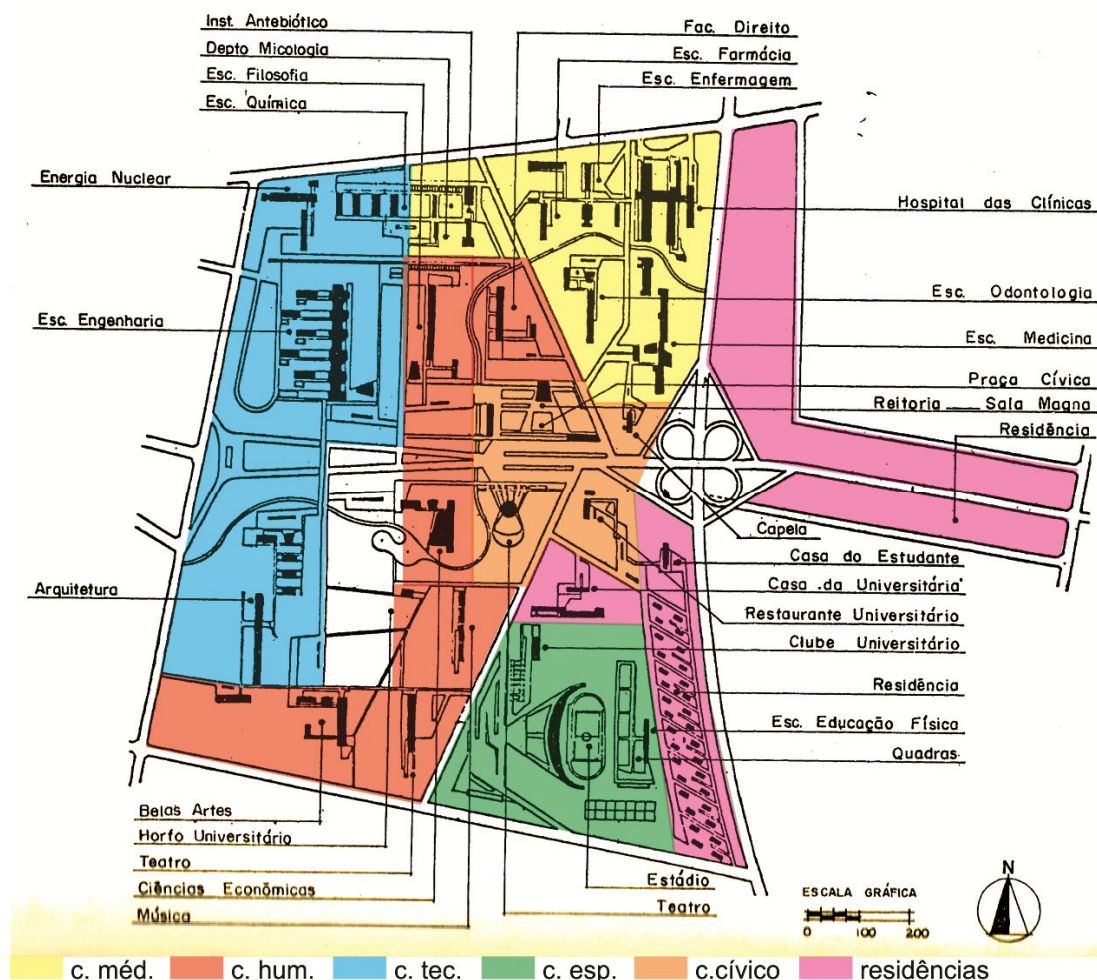 Inst. Antebiótico
Depto Micologia
Esc. Filosofia
Esc. Química
Fac. Direito
Esc. Farmácia
Esc. Enfermagem
Energia Nuclear
Hospital das Clínicas
Esc. Engenharia
Esc. Odontologia
Esc. Medicina
Praça Cívica
Reitoria Sala Magna
Residência
Capela
Casa do Estudante
Casa da Universitária
Restaurante Universitário
Clube Universitário
Arquitetura
Residência
Esc. Educação Física
Quadras
Belas Artes
Horfo Universitário
Teatro
Ciências Econômicas
Música
Estádio
Teatro
N
ESCALA GRÁFICA
0 100 200
c. méd. c. hum. c. tec. c. esp. c.cívico residências